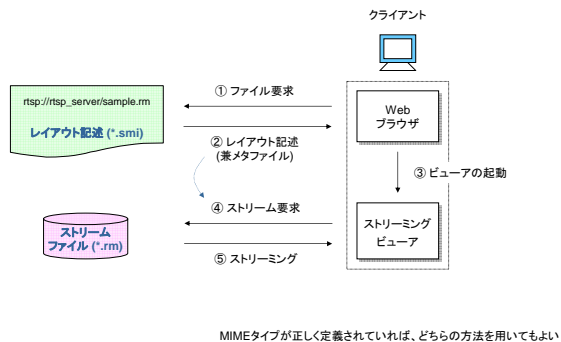 クライアント
rtsp://rtsp_server/sample.rm
レイアウト記述 (*.smi)
① ファイル要求
② レイアウト記述
(兼メタファイル)
Web
ブラウザ
③ ビューアの起動
④ ストリーム要求
⑤ ストリーミング
ストリーム
ファイル (*.rm)
ストリーミング
ビューア
MIMEタイプが正しく定義されていれば、どちらの方法を用いてもよい